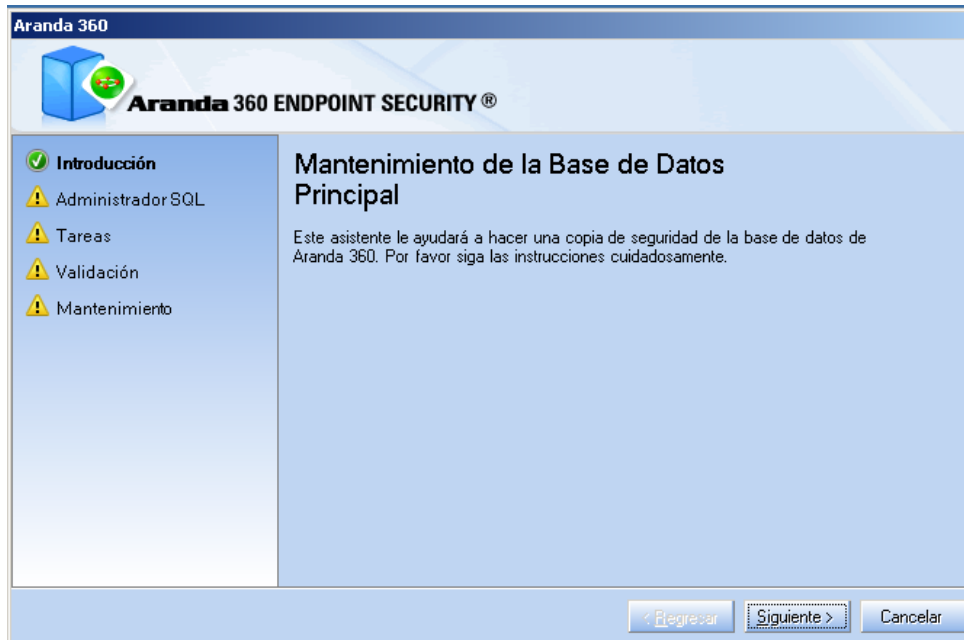 Aranda 360
Aranda 360 ENDPOINT SECURITY ®
Introducción
Administrador SQL
Tareas
Validación
Mantenimiento
Mantenimiento de la Base de Datos
Principal
Este asistente le ayudará a hacer una copia de seguridad de la base de datos de
Aranda 360. Por favor siga las instrucciones cuidadosamente.
< Regresar
Siguiente >
Cancelar